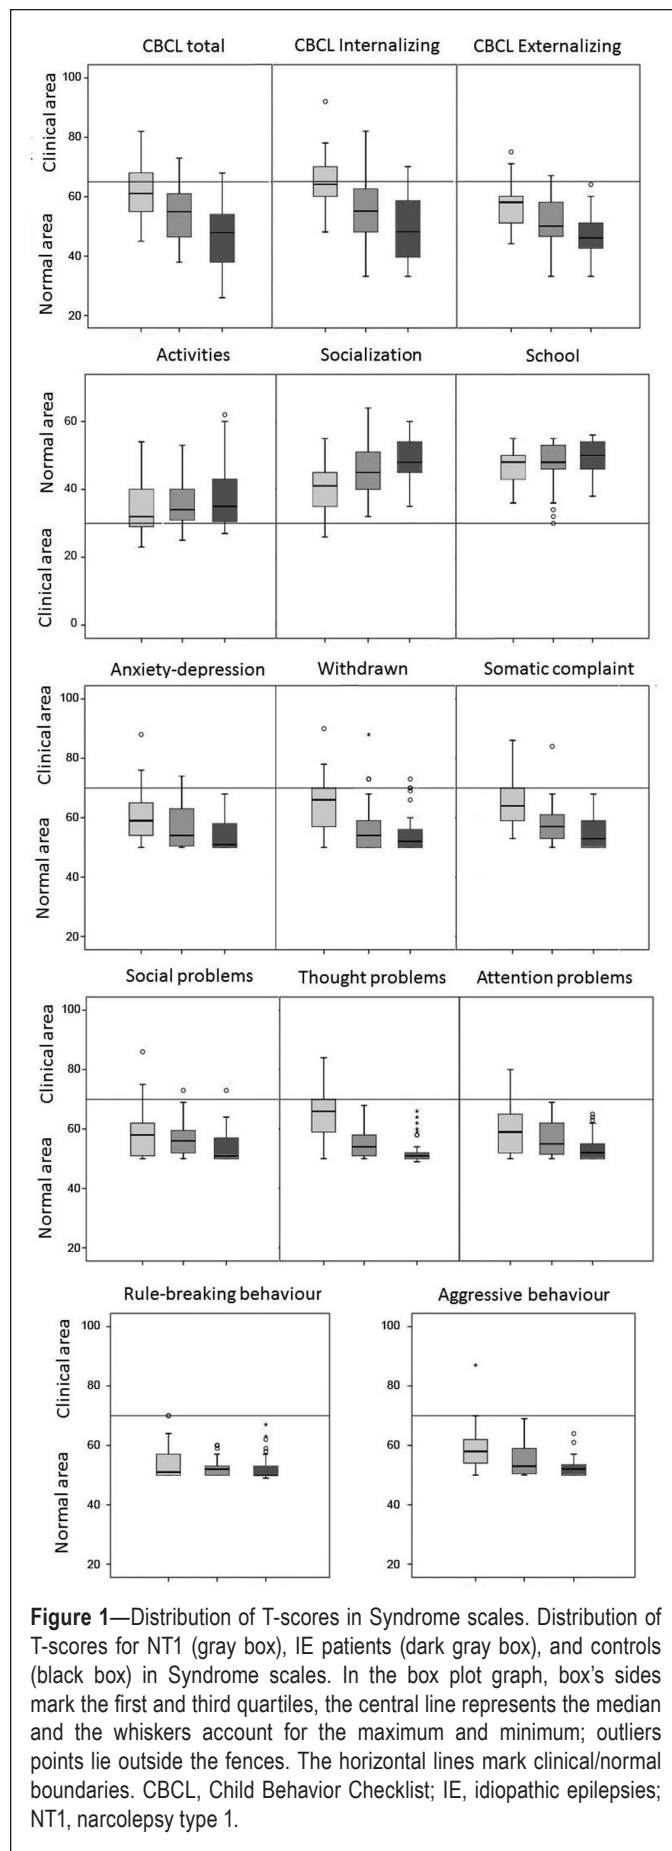 CBCL total CBCL Internalizing CBCL Externalizing
Clinical area
Normal area
100
80
60
40
20
Activities Socialization School
Normal area
Clinical area
60
40
20
0
Anxiety-depression Withdrawn Somatic complaint
Clinical area
Normal area
100
80
60
40
20
Social problems Thought problems Attention problems
Clinical area
Normal area
100
80
60
40
20
Rule-breaking behaviour Aggressive behaviour
Clinical area
Normal area
100
80
60
40
20
Clinical area
Normal area
100
80
60
40
20
Figure 1—Distribution of T-scores in Syndrome scales. Distribution of
T-scores for NT1 (gray box), IE patients (dark gray box), and controls
(black box) in Syndrome scales. In the box plot graph, box's sides
mark the first and third quartiles, the central line represents the median
and the whiskers account for the maximum and minimum; outliers
points lie outside the fences. The horizontal lines mark clinical/normal
boundaries. CBCL, Child Behavior Checklist; IE, idiopathic epilepsies;
NT1, narcolepsy type 1.